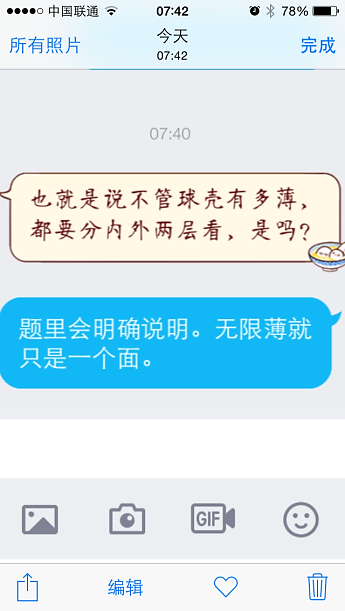 中国联通 07:42 78%
所有照片 今天 完成
07:42
07:40
也就是说不管球壳有多薄，
都要分内外两层看，是吗？
题里会明确说明。无限薄就
只是一个面。
GIF
编辑